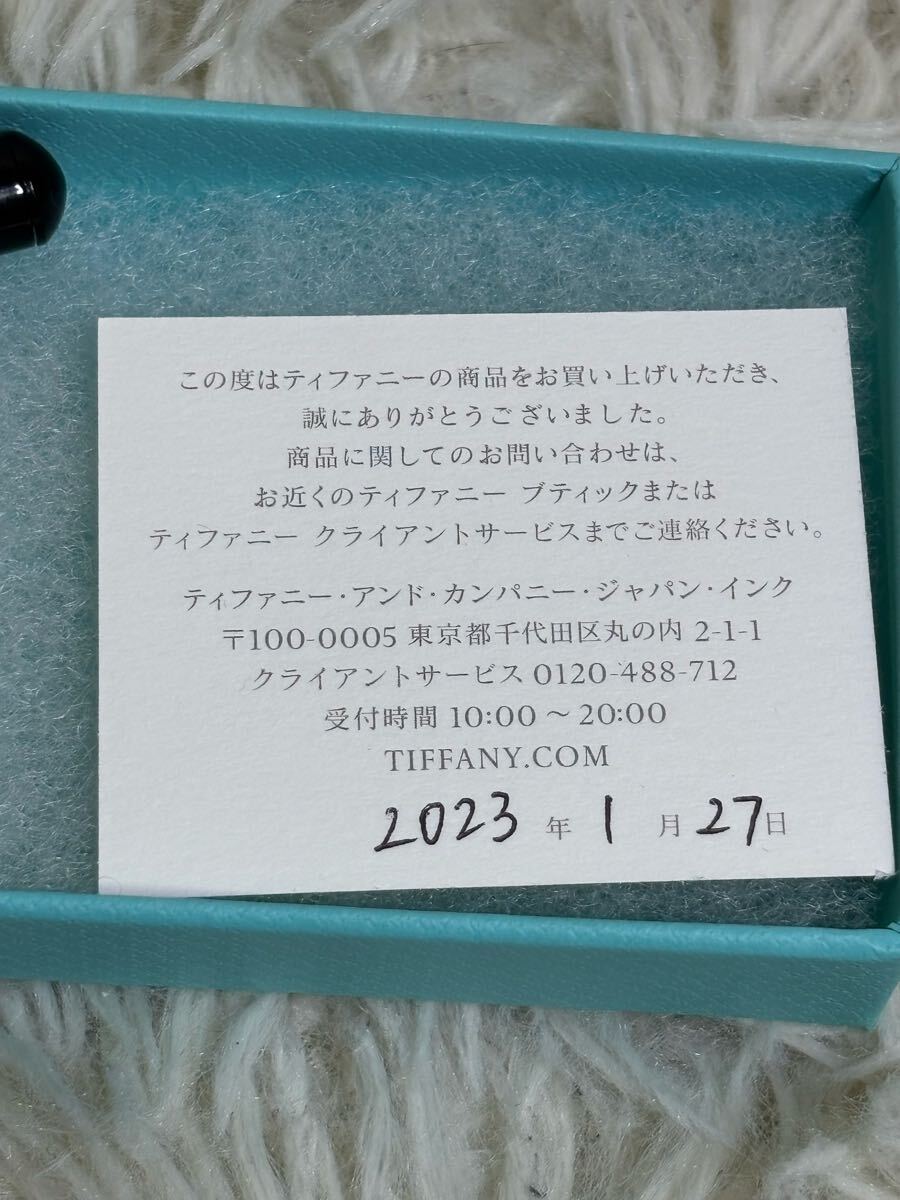 この度はティファニーの商品をお買い上げいただき、
誠にありがとうございました。
商品に関してのお問い合わせは、
お近くのティファニー ブティックまたは
ティファニー クライアントサービスまでご連絡ください。
ティファニー・アンド・カンパニー・ジャパン・インク
〒100-0005 東京都千代田区丸の内 2-1-1
クライアントサービス 0120-488-712
受付時間 10:00 〜 20:00
TIFFANY.COM
2023 年 1 月 27 日